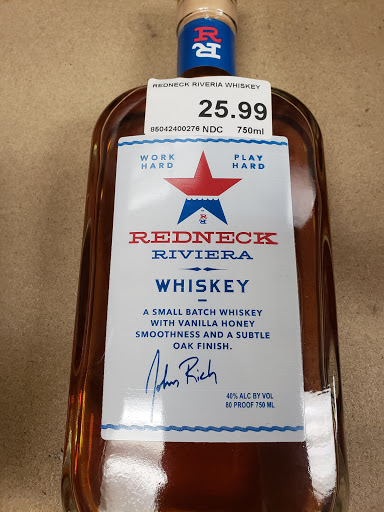 R
R
REDNECK RIVERIA WHISKEY
25.99
85042400276 NDC 750ml
WORK HARD
PLAY HARD
R
R
REDNECK
RIVIERA
WHISKEY
A SMALL BATCH WHISKEY
WITH VANILLA HONEY
SMOOTHNESS AND A SUBTLE
OAK FINISH.
John Rich
40% ALC BY VOL
80 PROOF 750 ML